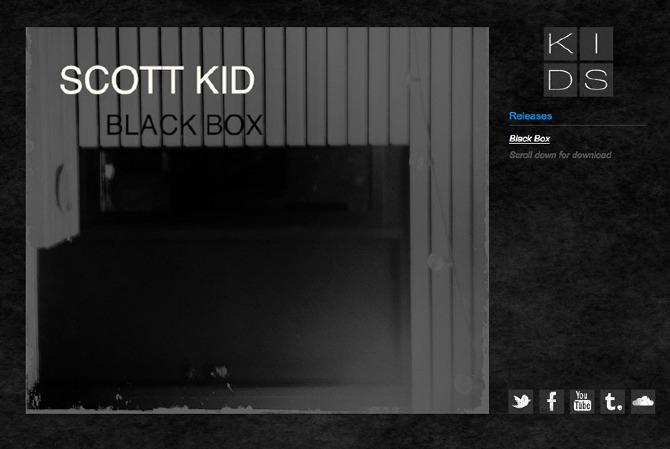 SCOTT KID
BLACK BOX
K I
D S
Releases
Black Box
Scroll down for download
You
Tube